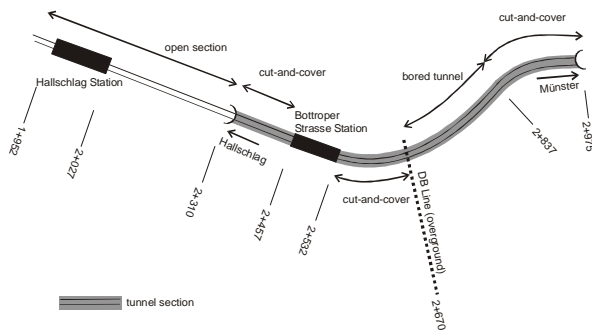 cut-and-cover
open section
cut-and-cover
bored tunnel
Hallschlag Station
Bottroper
Strasse Station
Münster
Hallschlag
1+952
2+027
2+310
2+457
2+532
cut-and-cover
DB Line (overground)
2+670
2+837
2+975
tunnel section